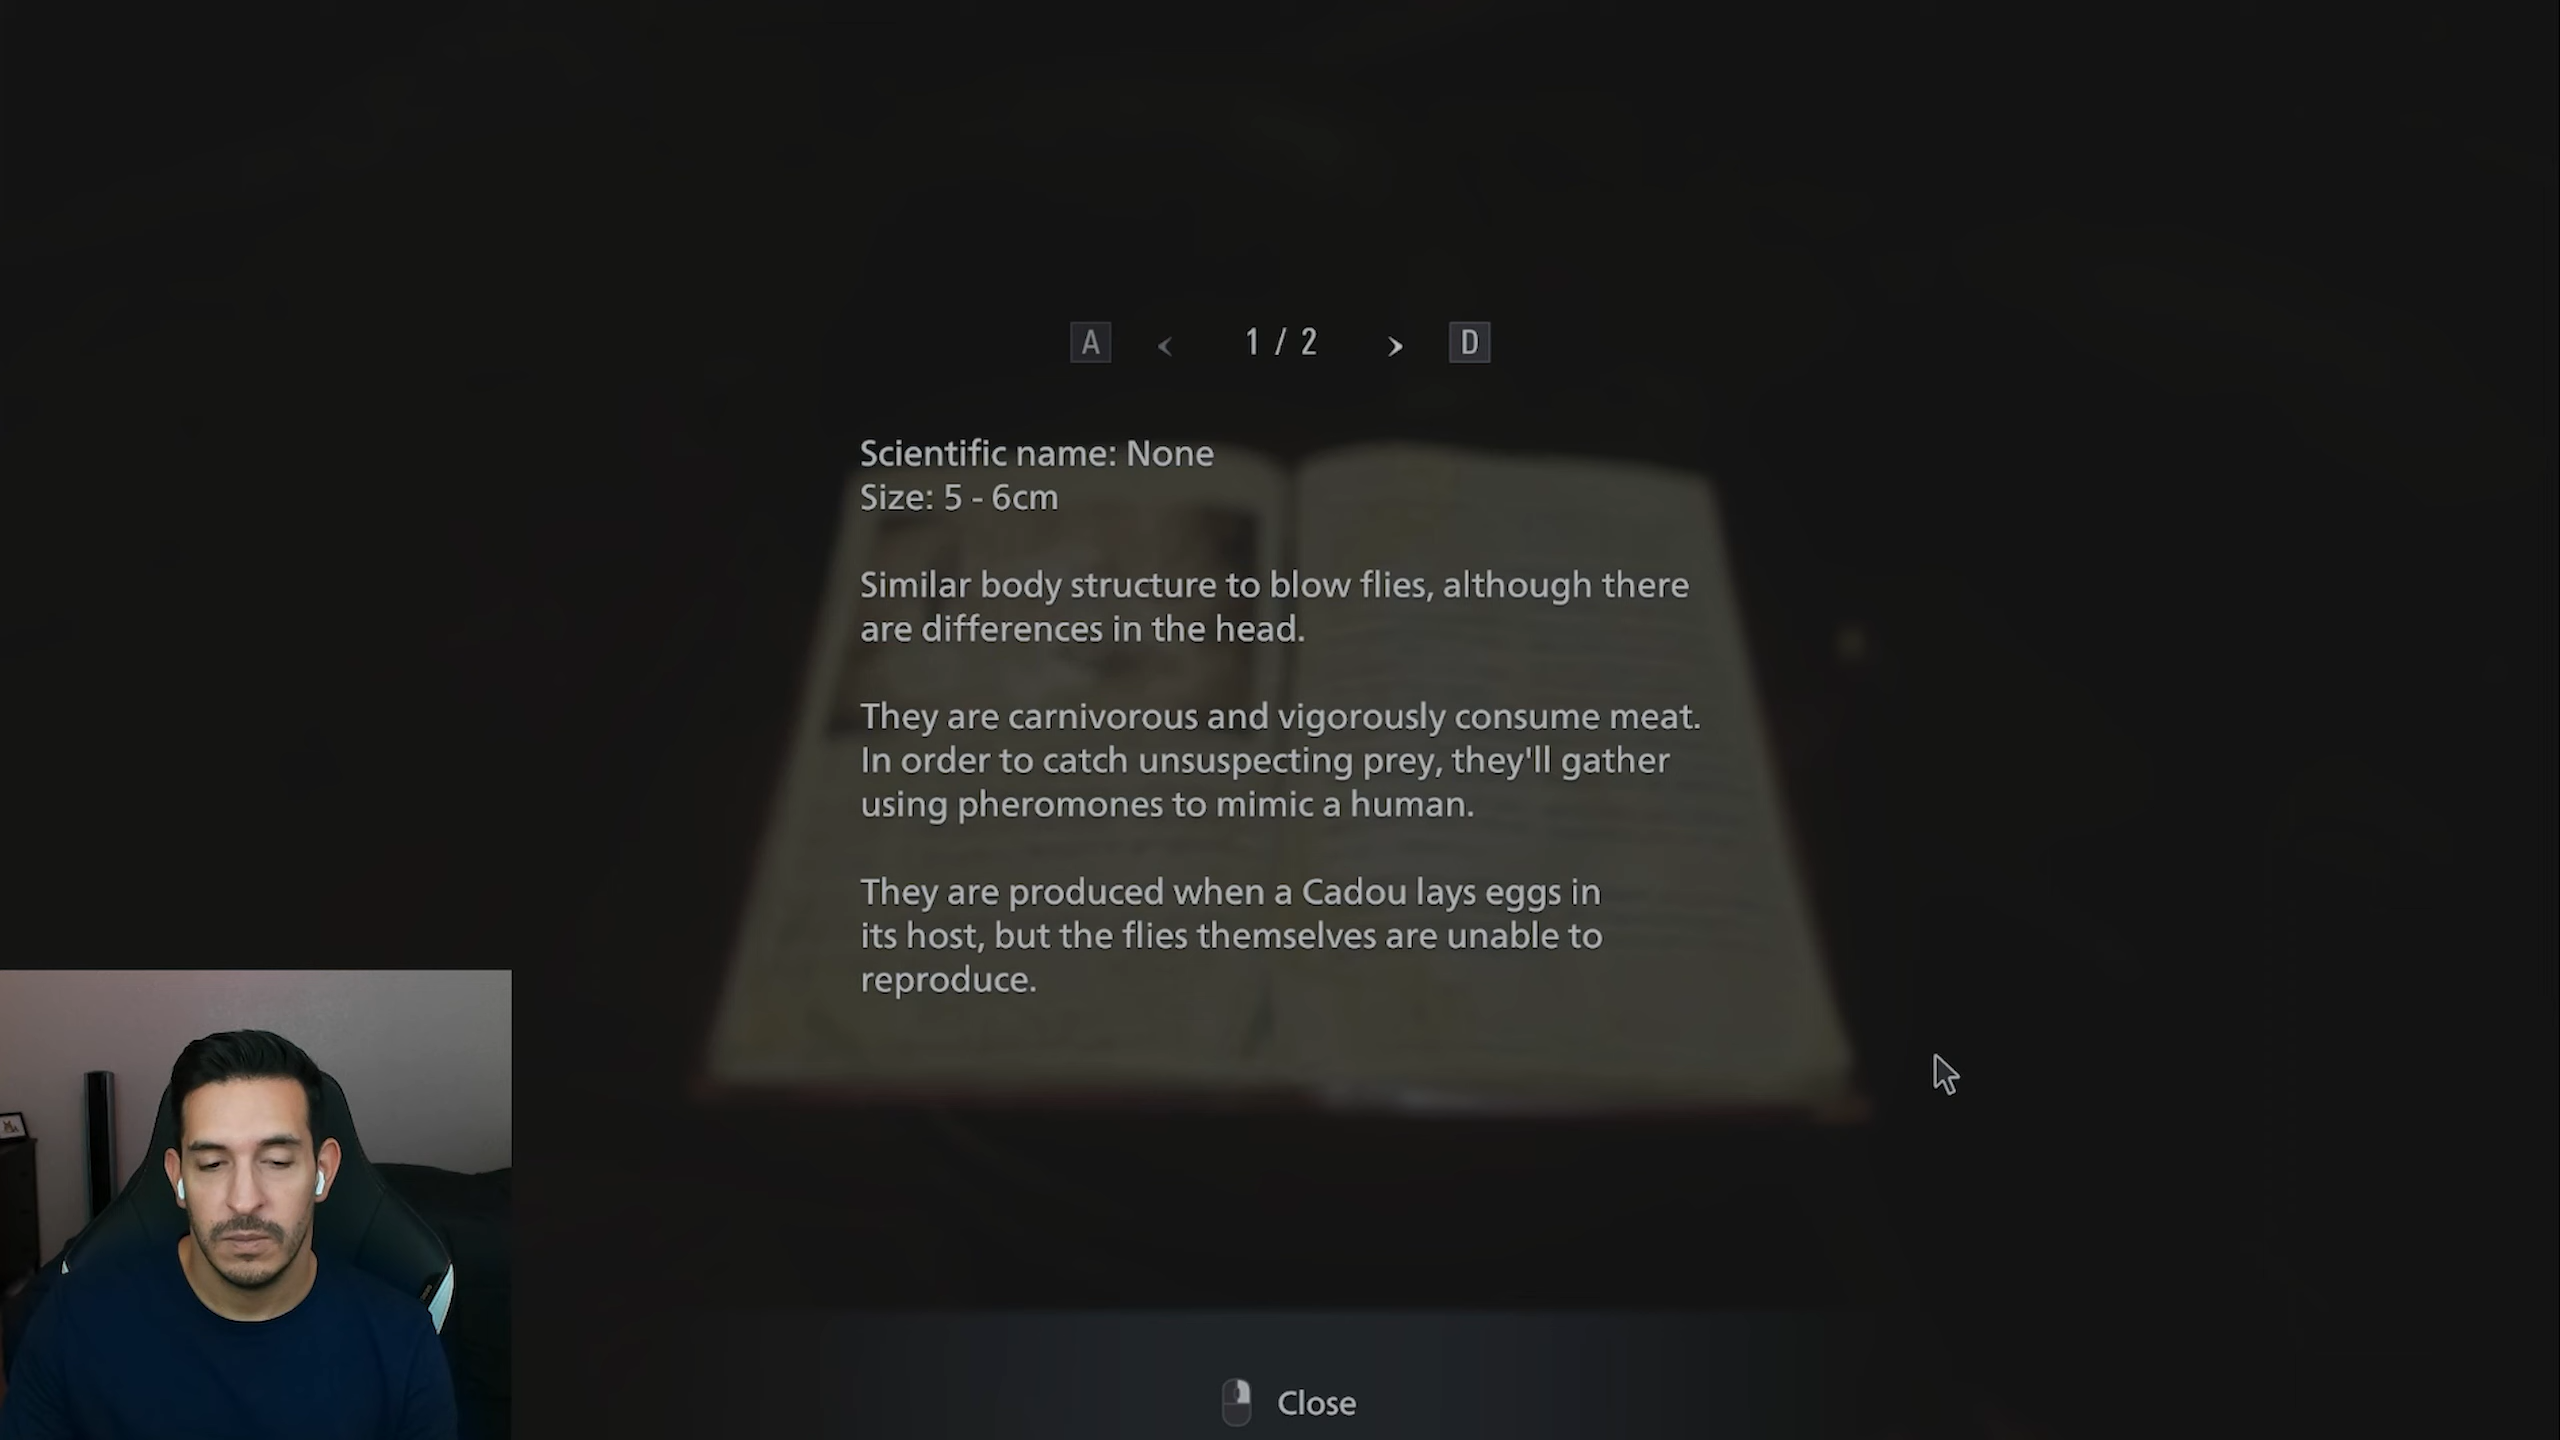 A < 1 / 2 > D
Scientific name: None
Size: 5 - 6cm
Similar body structure to blow flies, although there
are differences in the head.
They are carnivorous and vigorously consume meat.
In order to catch unsuspecting prey, they'll gather
using pheromones to mimic a human.
They are produced when a Cadou lays eggs in
its host, but the flies themselves are unable to
reproduce.
Close